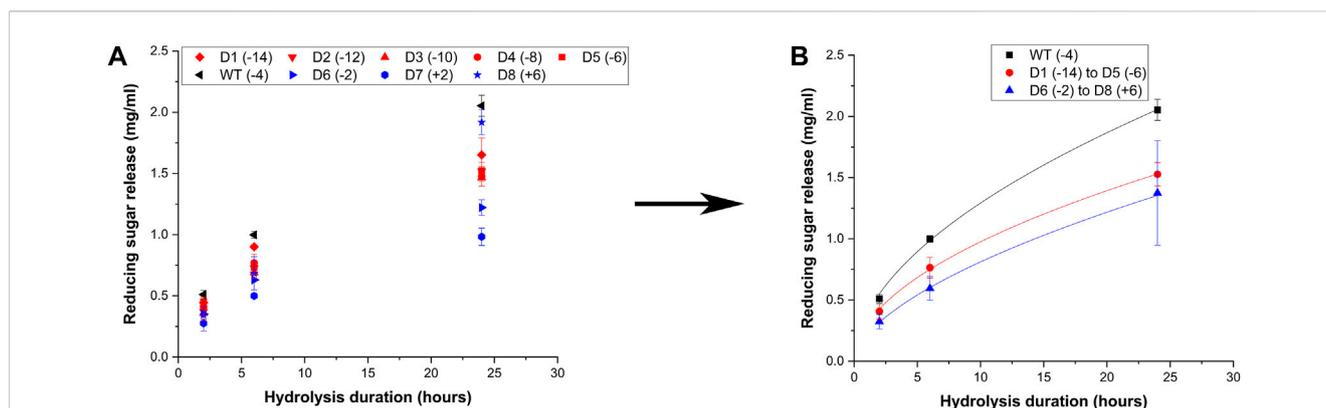 A
D1 (-14) D2 (-12) D3 (-10) D4 (-8) D5 (-6)
WT (-4) D6 (-2) D7 (+2) D8 (+6)
Reducing sugar release (mg/ml)
2.5
2.0
1.5
1.0
0.5
0.0
0 5 10 15 20 25 30
Hydrolysis duration (hours)
B
WT (-4)
D1 (-14) to D5 (-6)
D6 (-2) to D8 (+6)
Reducing sugar release (mg/ml)
2.5
2.0
1.5
1.0
0.5
0.0
0 5 10 15 20 25 30
Hydrolysis duration (hours)